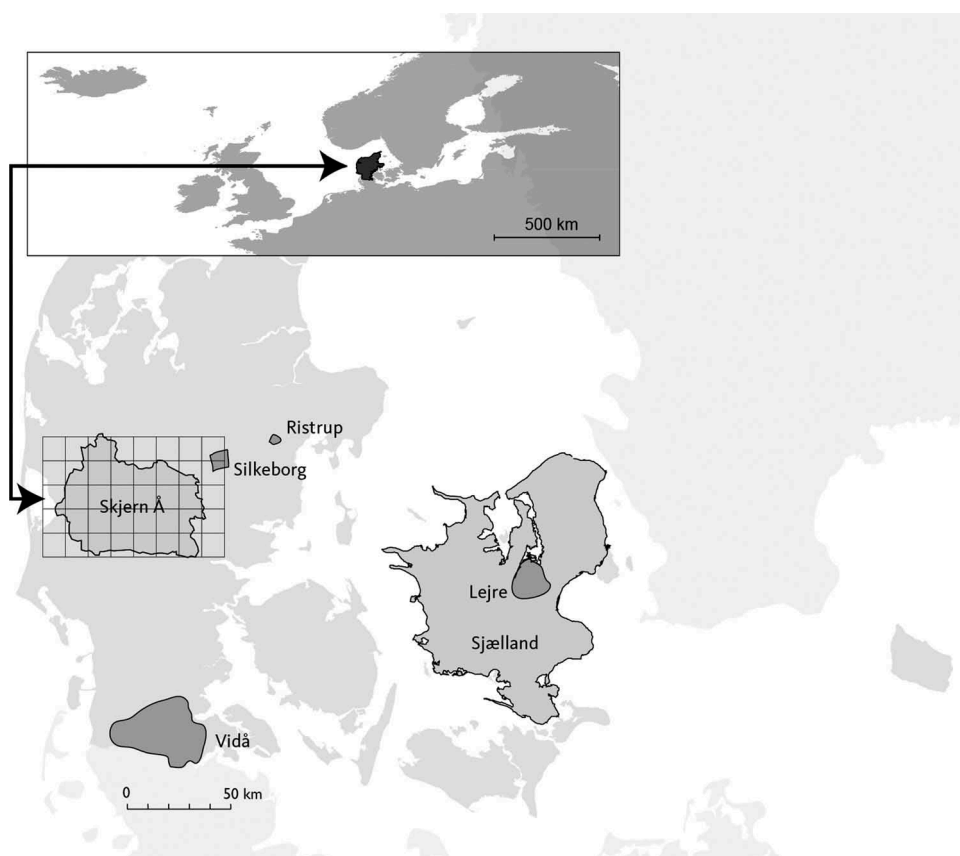 500 km
Ristrup
Silkeborg
Skjern Å
Lejre
Sjælland
Vidå
0 50 km